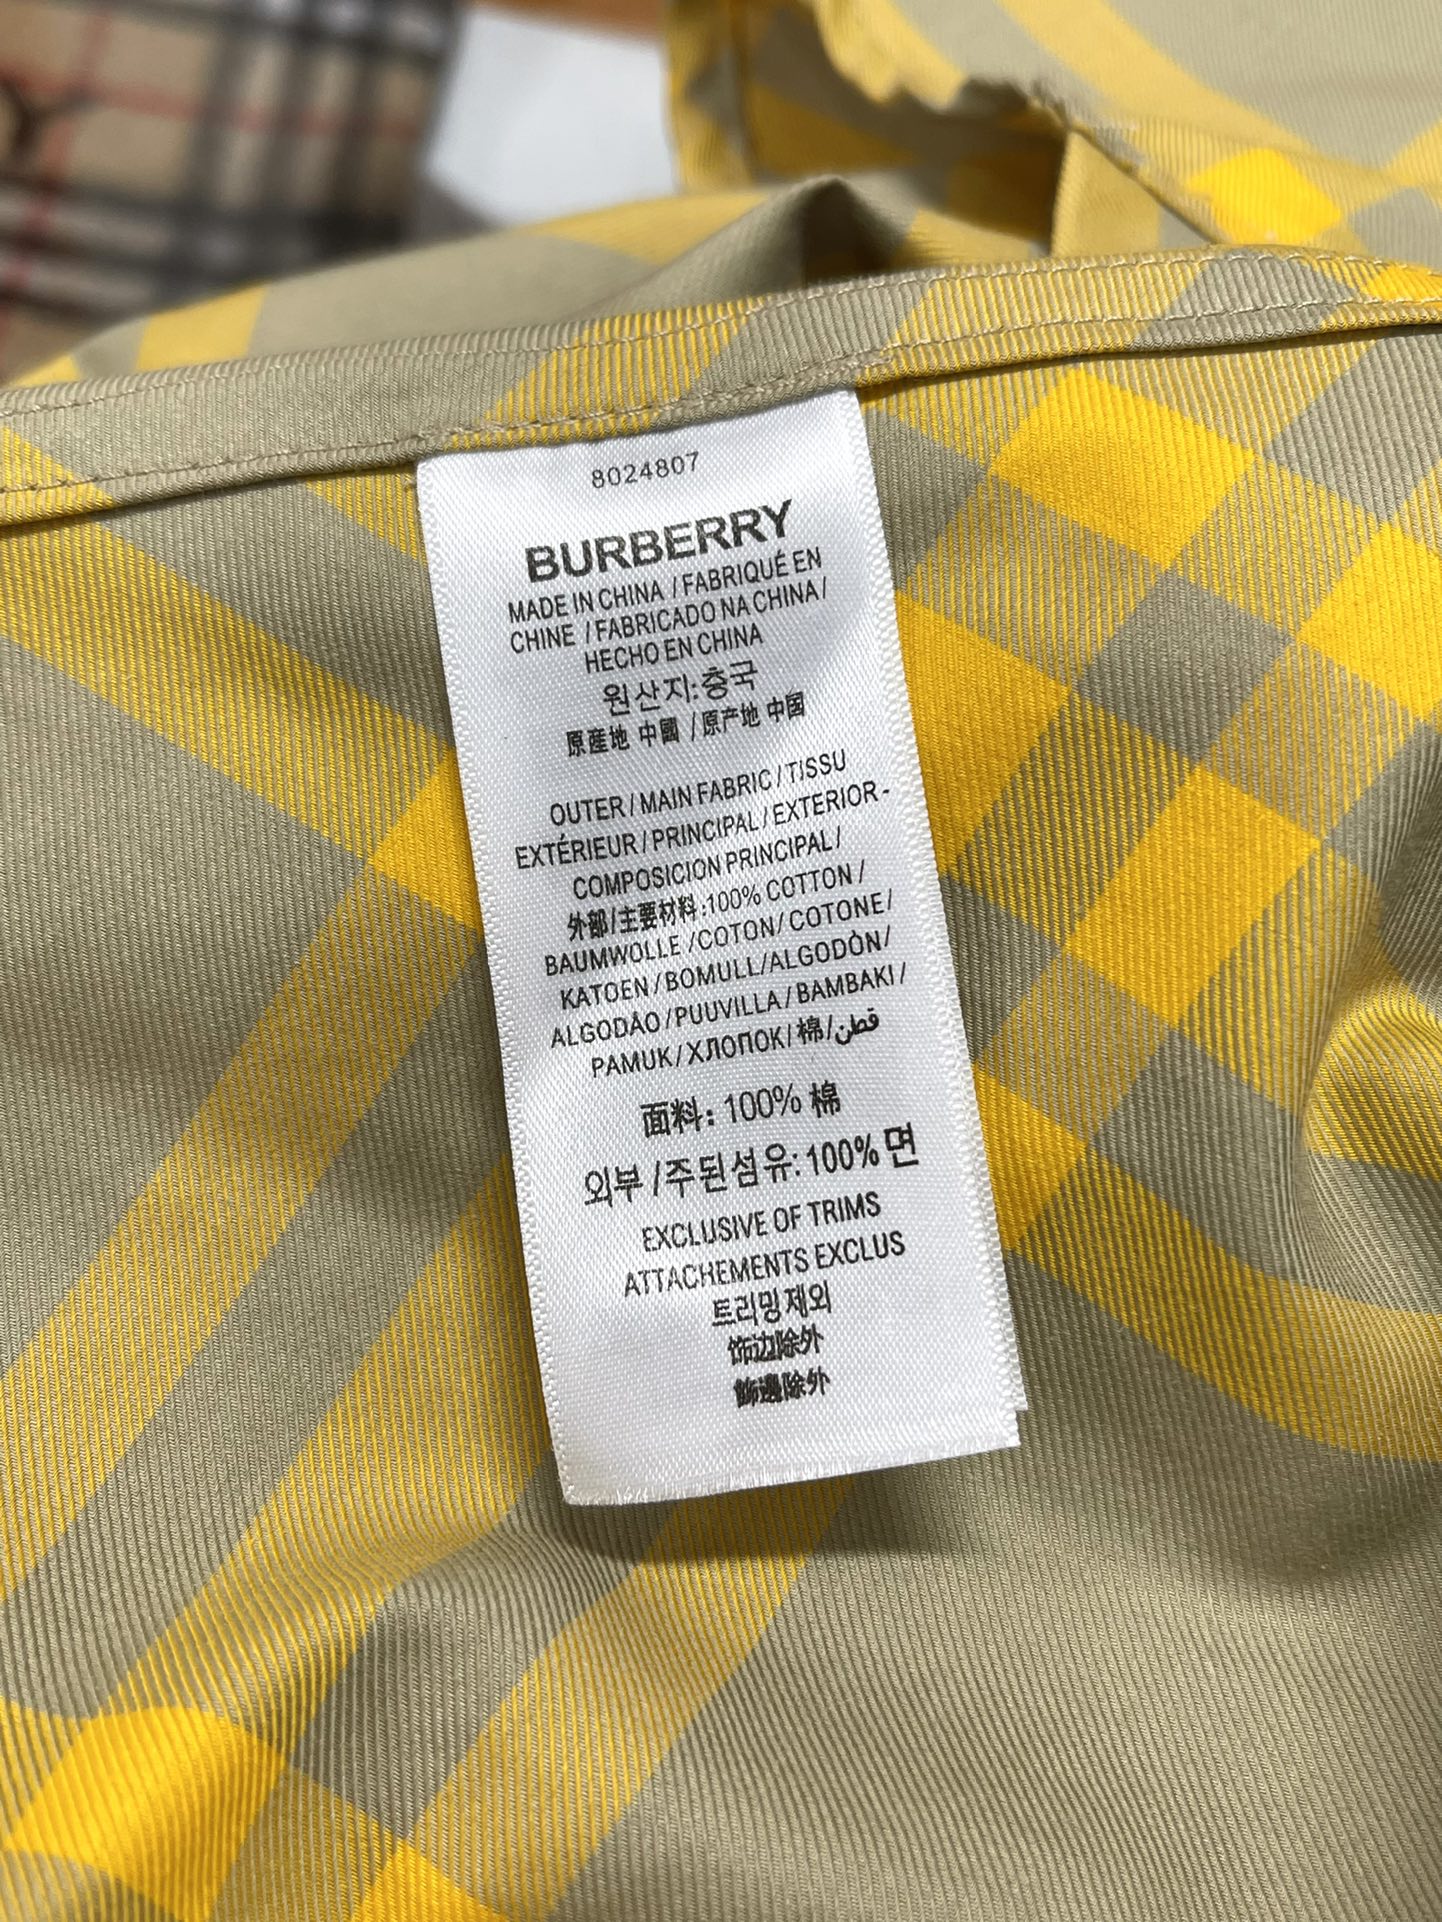 8024807
BURBERRY
MADE IN CHINA / FABRIQUÉ EN
CHINE / FABRICADO NA CHINA /
HECHO EN CHINA
원산지:중국
原産地 中國 / 原产地 中国
OUTER / MAIN FABRIC / TISSU
EXTÉRIEUR / PRINCIPAL / EXTERIOR -
COMPOSICION PRINCIPAL /
外部/主要材料:100% COTTON /
BAUMWOLLE / COTON / COTONE /
KATOEN / BOMULL/ALGODÒN/
ALGODÃO / PUUVILLA / BAMBAKI /
PAMUK / ХЛОПОК / 棉 / قطن
面料: 100% 棉
외부 /주된섬유:100% 면
EXCLUSIVE OF TRIMS
ATTACHEMENTS EXCLUS
트리밍제외
饰边除外
飾邊除外